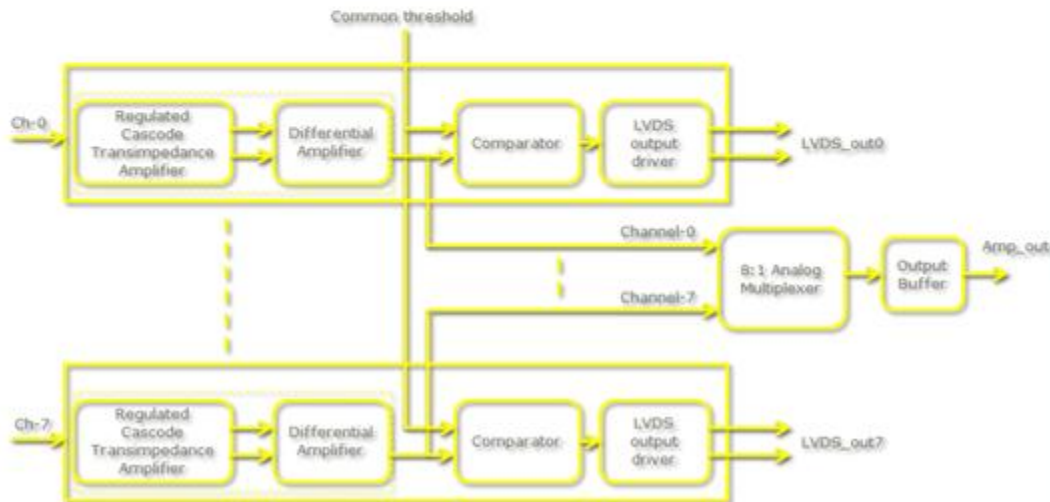 Common threshold
Ch-0
Regulated
Cascode
Transimpedance
Amplifier
Differential
Amplifier
Comparator
LVDS
output
driver
LVDS_out0
Channel-0
Channel-7
8:1 Analog
Multiplexer
Output
Buffer
Amp_out
Ch-7
Regulated
Cascode
Transimpedance
Amplifier
Differential
Amplifier
Comparator
LVDS
output
driver
LVDS_out7